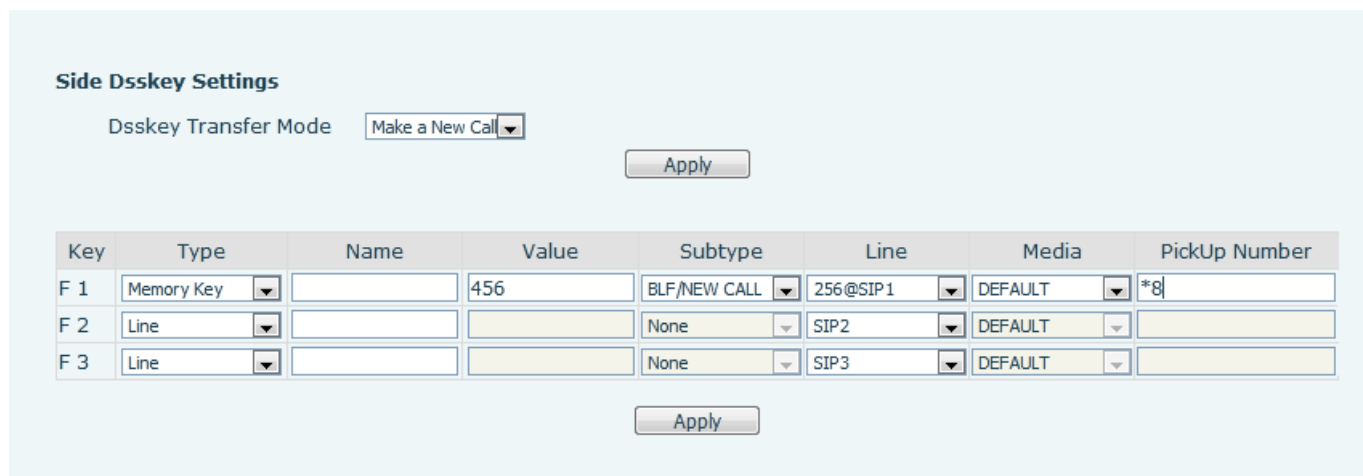 Side Dsskey Settings
Dsskey Transfer Mode Make a New Call
Apply
Key Type Name Value Subtype Line Media PickUp Number
F 1 Memory Key 456 BLF/NEW CALL 256@SIP1 DEFAULT *8
F 2 Line None SIP2 DEFAULT
F 3 Line None SIP3 DEFAULT
Apply